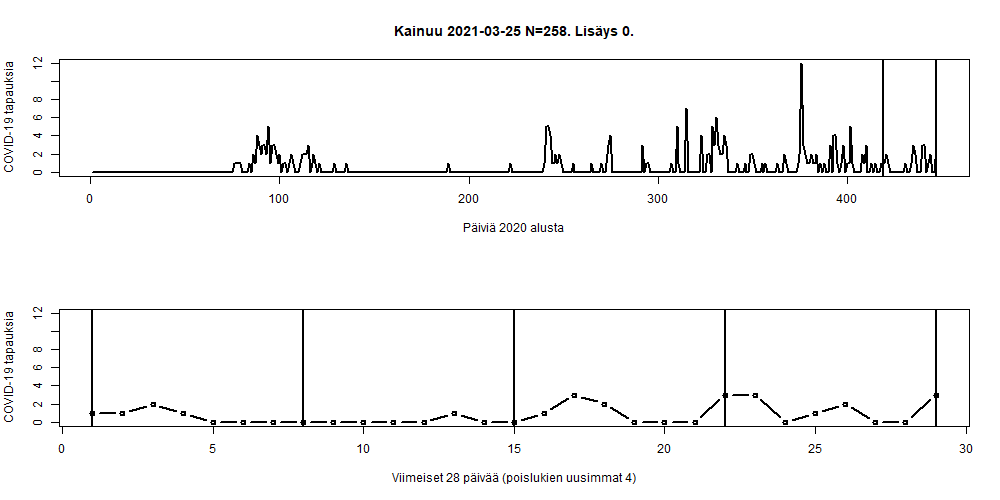 Kainuu 2021-03-25 N=258. Lisäys 0.
COVID-19 tapauksia
12
8
6
4
2
0
0 100 200 300 400
Päiviä 2020 alusta
COVID-19 tapauksia
12
8
6
4
2
0
0 5 10 15 20 25 30
Viimeiset 28 päivää (poislukien uusimmat 4)